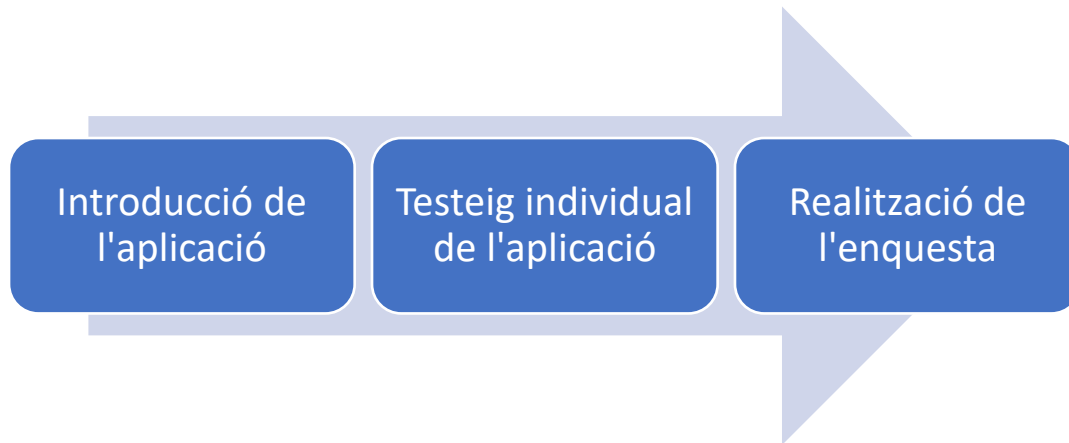 Introducció de
l'aplicació
Testeig individual
de l'aplicació
Realització de
l'enquesta